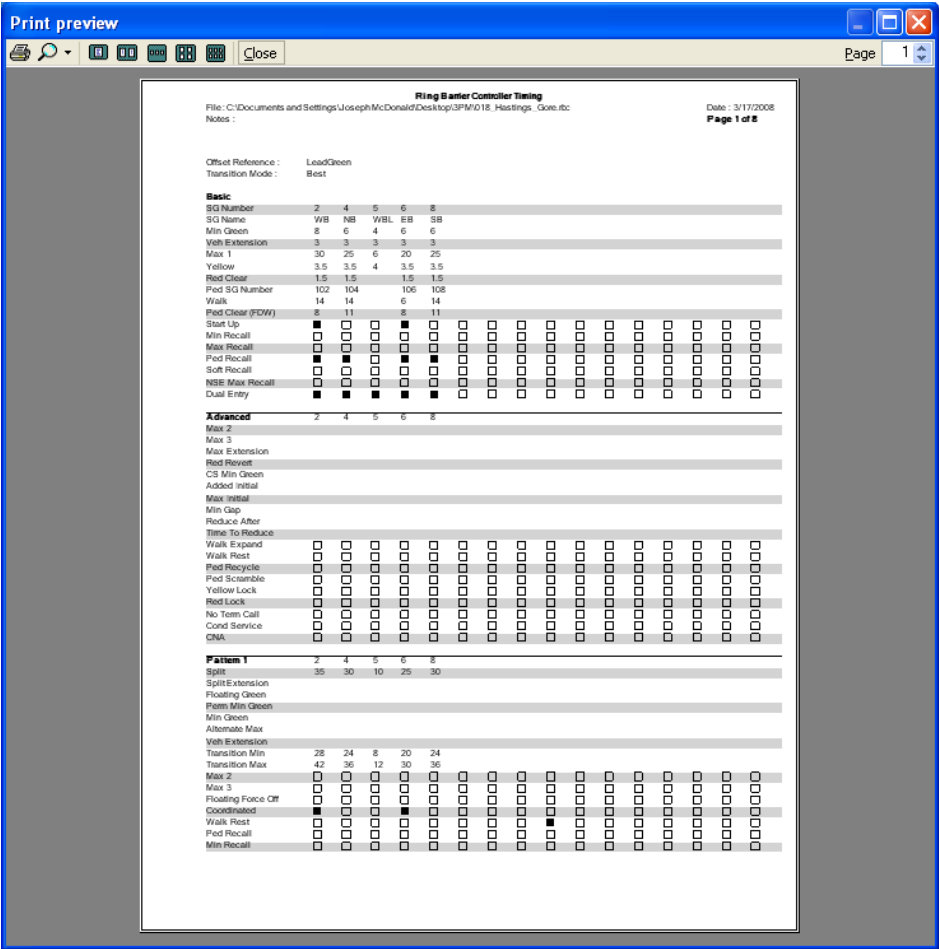 Print preview
Close
Page 1
Ring Barrier Controller Timing
File: C:\Documents and Settings\Joseph McDonald\Desktop\3PM\018_Hastings_Gore.rbc Date : 3/17/2008
Notes : Page 1 of 8
Offset Reference : LeadGreen
Transition Mode : Best
Basic
SG Number 2 4 5 6 8
SG Name WB NB WBL EB SB
Min Green 8 6 4 6 6
Veh Extension 3 3 3 3 3
Max 1 30 25 6 20 25
Yellow 3.5 3.5 4 3.5 3.5
Red Clear 1.5 1.5 1.5 1.5
Ped SG Number 102 104 106 108
Walk 14 14 6 14
Ped Clear (FDW) 8 11 8 11
Start Up
Min Recall
Max Recall
Ped Recall
Soft Recall
NSE Max Recall
Dual Entry
Advanced 2 4 5 6 8
Max 2
Max 3
Max Extension
Red Revert
CS Min Green
Added Initial
Max Initial
Min Gap
Reduce After
Time To Reduce
Walk Expand
Walk Rest
Ped Recycle
Ped Scramble
Yellow Lock
Red Lock
No Term Call
Cond Service
CNA
Pattern 1 2 4 5 6 8
Split 35 30 10 25 30
Split Extension
Floating Green
Perm Min Green
Min Green
Alternate Max
Veh Extension
Transition Min 28 24 8 20 24
Transition Max 42 36 12 30 36
Max 2
Max 3
Floating Force Off
Coordinated
Walk Rest
Ped Recall
Min Recall